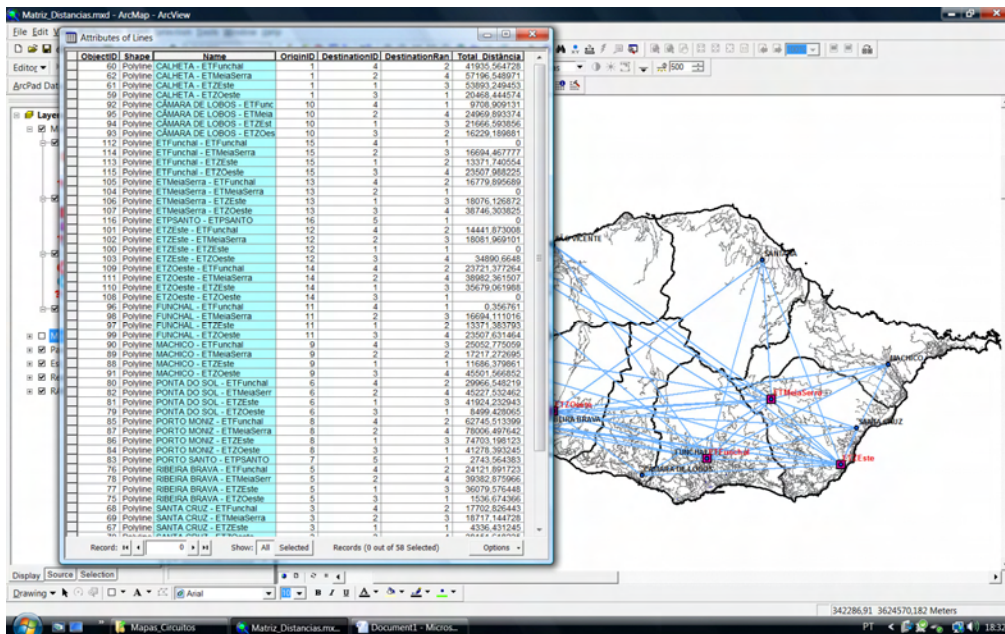 Matriz_Distancias.mxd - ArcMap - ArcView
File Edit
Attributes of Lines
ObjectID Shape Name OriginID DestinationID DestinationRan Total_Distância
60 Polyline CALHETA - ETFunchal 1 4 2 41935,564728
62 Polyline CALHETA - ETMeiaSerra 1 2 4 57196,548971
61 Polyline CALHETA - ETZEste 1 1 3 53893,249453
59 Polyline CALHETA - ETZOeste 1 3 1 20468,444574
92 Polyline CÂMARA DE LOBOS - ETFunc 10 4 1 9708,909131
95 Polyline CÂMARA DE LOBOS - ETMeia 10 2 4 24969,893374
94 Polyline CÂMARA DE LOBOS - ETZEst 10 1 3 21666,593856
93 Polyline CÂMARA DE LOBOS - ETZOes 10 3 2 16229,189881
112 Polyline ETFunchal - ETFunchal 15 4 1 0
114 Polyline ETFunchal - ETMeiaSerra 15 2 3 16694,467777
113 Polyline ETFunchal - ETZEste 15 1 2 13371,740554
115 Polyline ETFunchal - ETZOeste 15 3 4 23507,988225
105 Polyline ETMeiaSerra - ETFunchal 13 4 2 16779,895689
104 Polyline ETMeiaSerra - ETMeiaSerra 13 2 1 0
106 Polyline ETMeiaSerra - ETZEste 13 1 3 18076,126872
107 Polyline ETMeiaSerra - ETZOeste 13 3 4 38746,303825
116 Polyline ETPSANTO - ETPSANTO 16 5 1 0
101 Polyline ETZEste - ETFunchal 12 4 2 14441,873008
102 Polyline ETZEste - ETMeiaSerra 12 2 3 18081,969101
100 Polyline ETZEste - ETZEste 12 1 1 0
103 Polyline ETZEste - ETZOeste 12 3 4 34890,6648
109 Polyline ETZOeste - ETFunchal 14 4 2 23721,377264
111 Polyline ETZOeste - ETMeiaSerra 14 2 4 38982,361507
110 Polyline ETZOeste - ETZEste 14 1 3 35679,061988
108 Polyline ETZOeste - ETZOeste 14 3 1 0
96 Polyline FUNCHAL - ETFunchal 11 4 1 0,356761
98 Polyline FUNCHAL - ETMeiaSerra 11 2 3 16694,111016
97 Polyline FUNCHAL - ETZEste 11 1 2 13371,383793
99 Polyline FUNCHAL - ETZOeste 11 3 4 23507,631464
90 Polyline MACHICO - ETFunchal 9 4 3 25052,775059
89 Polyline MACHICO - ETMeiaSerra 9 2 2 17217,272695
88 Polyline MACHICO - ETZEste 9 1 1 11686,379861
91 Polyline MACHICO - ETZOeste 9 3 4 45501,566852
80 Polyline PONTA DO SOL - ETFunchal 6 4 2 29966,548219
82 Polyline PONTA DO SOL - ETMeiaSerr 6 2 4 45227,532462
81 Polyline PONTA DO SOL - ETZEste 6 1 3 41924,232943
79 Polyline PONTA DO SOL - ETZOeste 6 3 1 8499,428065
85 Polyline PORTO MONIZ - ETFunchal 8 4 2 62745,513399
87 Polyline PORTO MONIZ - ETMeiaSerra 8 2 4 78006,497642
86 Polyline PORTO MONIZ - ETZEste 8 1 3 74703,198123
84 Polyline PORTO MONIZ - ETZOeste 8 3 1 41278,393245
83 Polyline PORTO SANTO - ETPSANTO 7 5 1 2743,564383
76 Polyline RIBEIRA BRAVA - ETFunchal 5 4 2 24121,891723
78 Polyline RIBEIRA BRAVA - ETMeiaSerr 5 2 4 39382,875966
77 Polyline RIBEIRA BRAVA - ETZEste 5 1 3 36079,576448
75 Polyline RIBEIRA BRAVA - ETZOeste 5 3 1 1536,674366
68 Polyline SANTA CRUZ - ETFunchal 3 4 2 17702,826443
69 Polyline SANTA CRUZ - ETMeiaSerra 3 2 3 18717,144728
67 Polyline SANTA CRUZ - ETZEste 3 1 1 4336,431245
Record: 0 Show: All Selected Records (0 out of 58 Selected) Options
Editor
ArcPad Dat
Laye
500
VICENTE
SANTANA
MACHICO
ETMeiaSerra
ETZOeste
BRAVA
SANTA CRUZ
FUNCHAL ETFunchal
ETZEste
CÂMARA DE LOBOS
Display Source Selection
Drawing Arial 10 B I U A
342286,91 3624570,182 Meters
Mapas_Circuitos Matriz_Distancias.mx... Document1 - Micros... PT 18:32